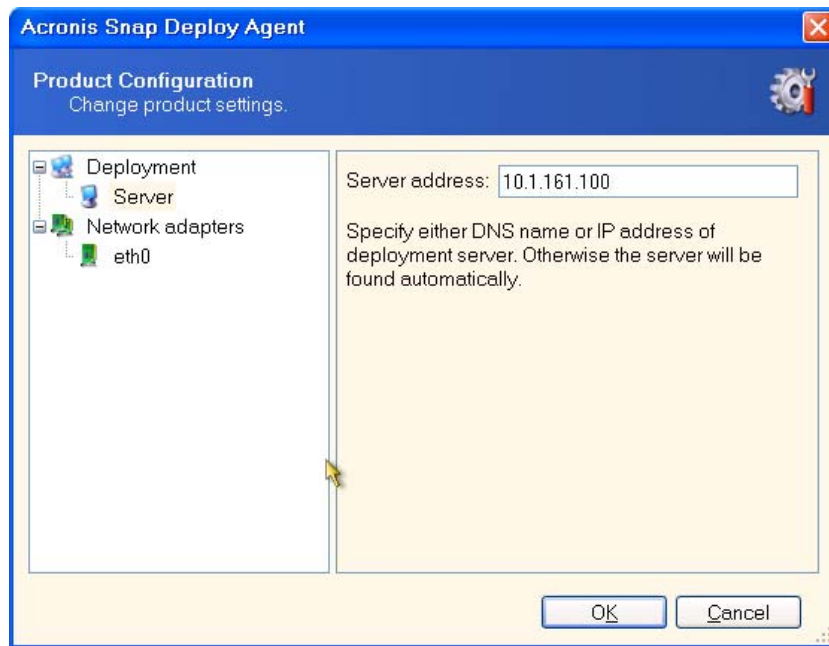 Acronis Snap Deploy Agent
Product Configuration
Change product settings.
Deployment
Server
Network adapters
eth0
Server address: 10.1.161.100
Specify either DNS name or IP address of
deployment server. Otherwise the server will be
found automatically.
OK
Cancel